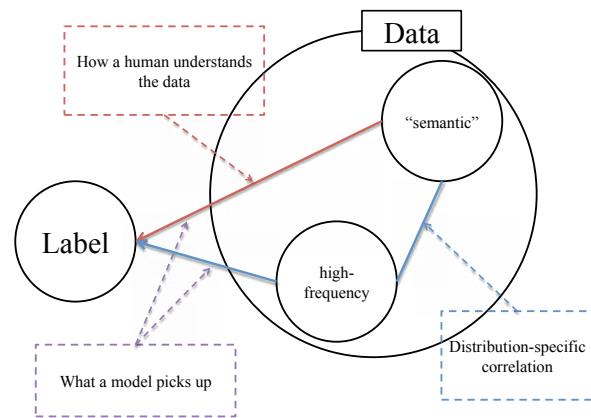 Data
How a human understands
the data
“semantic”
Label
high-
frequency
Distribution-specific
correlation
What a model picks up